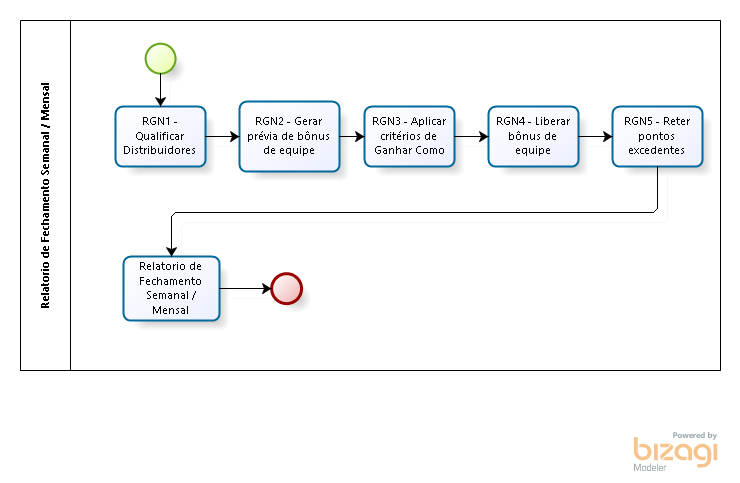 Relatorio de Fechamento Semanal / Mensal
RGN1 -
Qualificar
Distribuidores
RGN2 - Gerar
prévia de bônus
de equipe
RGN3 - Aplicar
critérios de
Ganhar Como
RGN4 - Liberar
bônus de
equipe
RGN5 - Reter
pontos
excedentes
Relatorio de
Fechamento
Semanal /
Mensal
Powered by
bizagi
Modeler